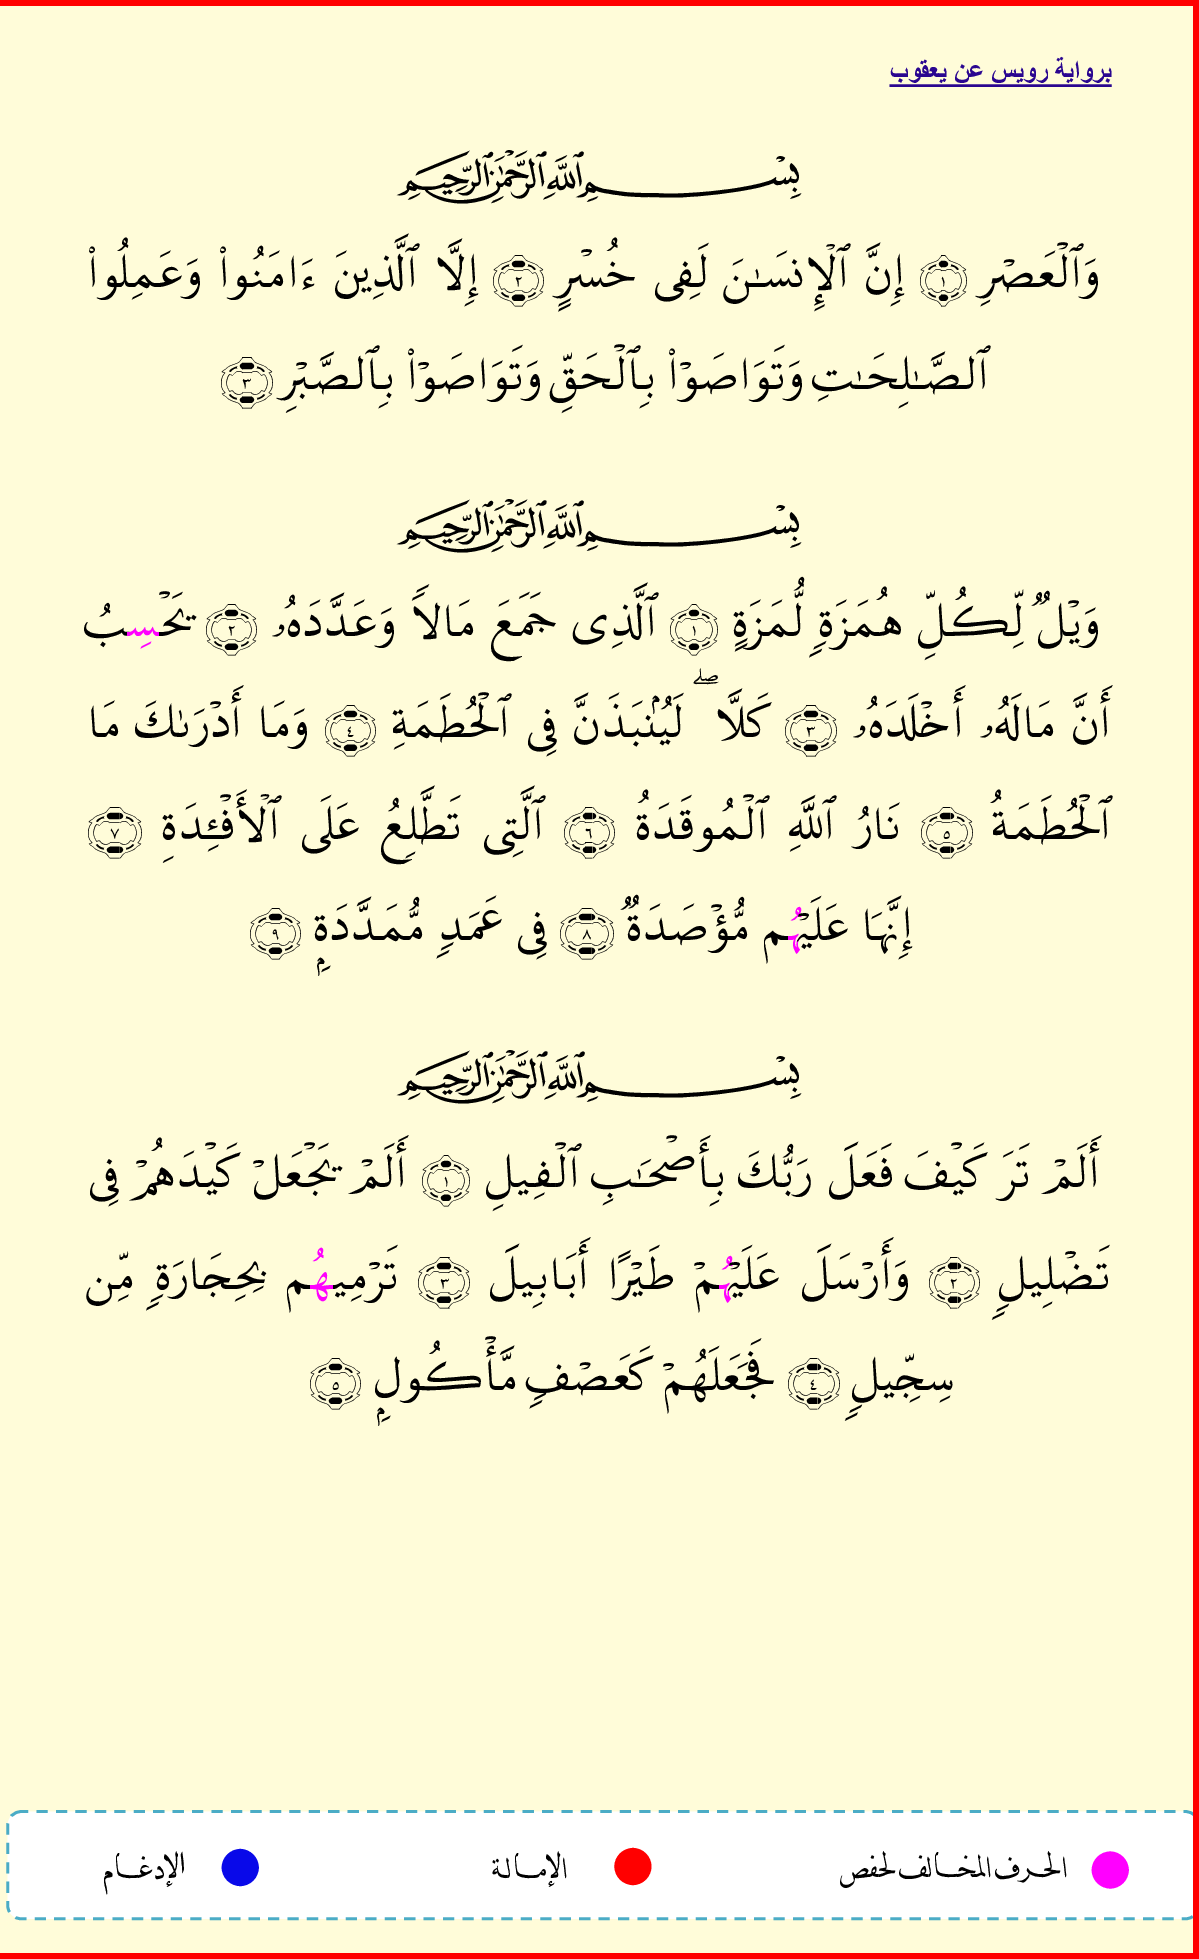 برواية رويس عن يعقوب
بِسْمِ ٱللَّهِ ٱلرَّحْمَٰنِ ٱلرَّحِيمِ
وَٱلْعَصْرِ ١ إِنَّ ٱلْإِنسَٰنَ لَفِى خُسْرٍ ٢ إِلَّا ٱلَّذِينَ ءَامَنُوا۟ وَعَمِلُوا۟
ٱلصَّٰلِحَٰتِ وَتَوَاصَوْا۟ بِٱلْحَقِّ وَتَوَاصَوْا۟ بِٱلصَّبْرِ ٣
بِسْمِ ٱللَّهِ ٱلرَّحْمَٰنِ ٱلرَّحِيمِ
وَيْلٌ لِّكُلِّ هُمَزَةٍ لُّمَزَةٍ ١ ٱلَّذِى جَمَعَ مَالًا وَعَدَّدَهُۥ ٢ يَحْسِبُ
أَنَّ مَالَهُۥ أَخْلَدَهُۥ ٣ كَلَّا ۖ لَيُنۢبَذَنَّ فِى ٱلْحُطَمَةِ ٤ وَمَا أَدْرَىٰكَ مَا
ٱلْحُطَمَةُ ٥ نَارُ ٱللَّهِ ٱلْمُوقَدَةُ ٦ ٱلَّتِى تَطَّلِعُ عَلَى ٱلْأَفْـِٔدَةِ ٧
إِنَّهَا عَلَيْهُم مُّؤْصَدَةٌ ٨ فِى عَمَدٍ مُّمَدَّدَةٍۭ ٩
بِسْمِ ٱللَّهِ ٱلرَّحْمَٰنِ ٱلرَّحِيمِ
أَلَمْ تَرَ كَيْفَ فَعَلَ رَبُّكَ بِأَصْحَٰبِ ٱلْفِيلِ ١ أَلَمْ يَجْعَلْ كَيْدَهُمْ فِى
تَضْلِيلٍ ٢ وَأَرْسَلَ عَلَيْهُمْ طَيْرًا أَبَابِيلَ ٣ تَرْمِيهُم بِحِجَارَةٍ مِّن
سِجِّيلٍ ٤ فَجَعَلَهُمْ كَعَصْفٍ مَّأْكُولٍۭ ٥
الحرف المخالف لحفص الإمالة الإدغام